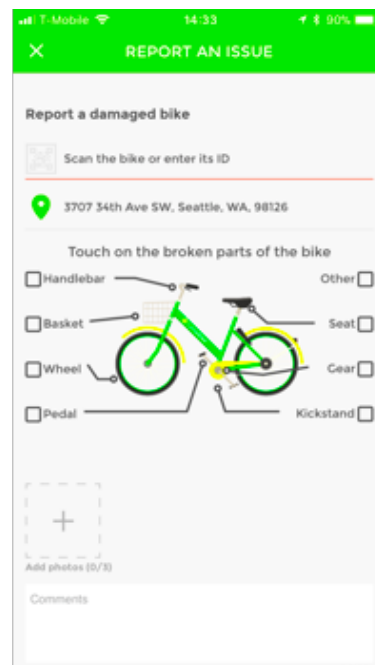 T-Mobile 14:33 90%
REPORT AN ISSUE
Report a damaged bike
Scan the bike or enter its ID
3707 34th Ave SW, Seattle, WA, 98126
Touch on the broken parts of the bike
Handlebar Other
Basket Seat
Wheel Gear
Pedal Kickstand
Add photos (0/3)
Comments